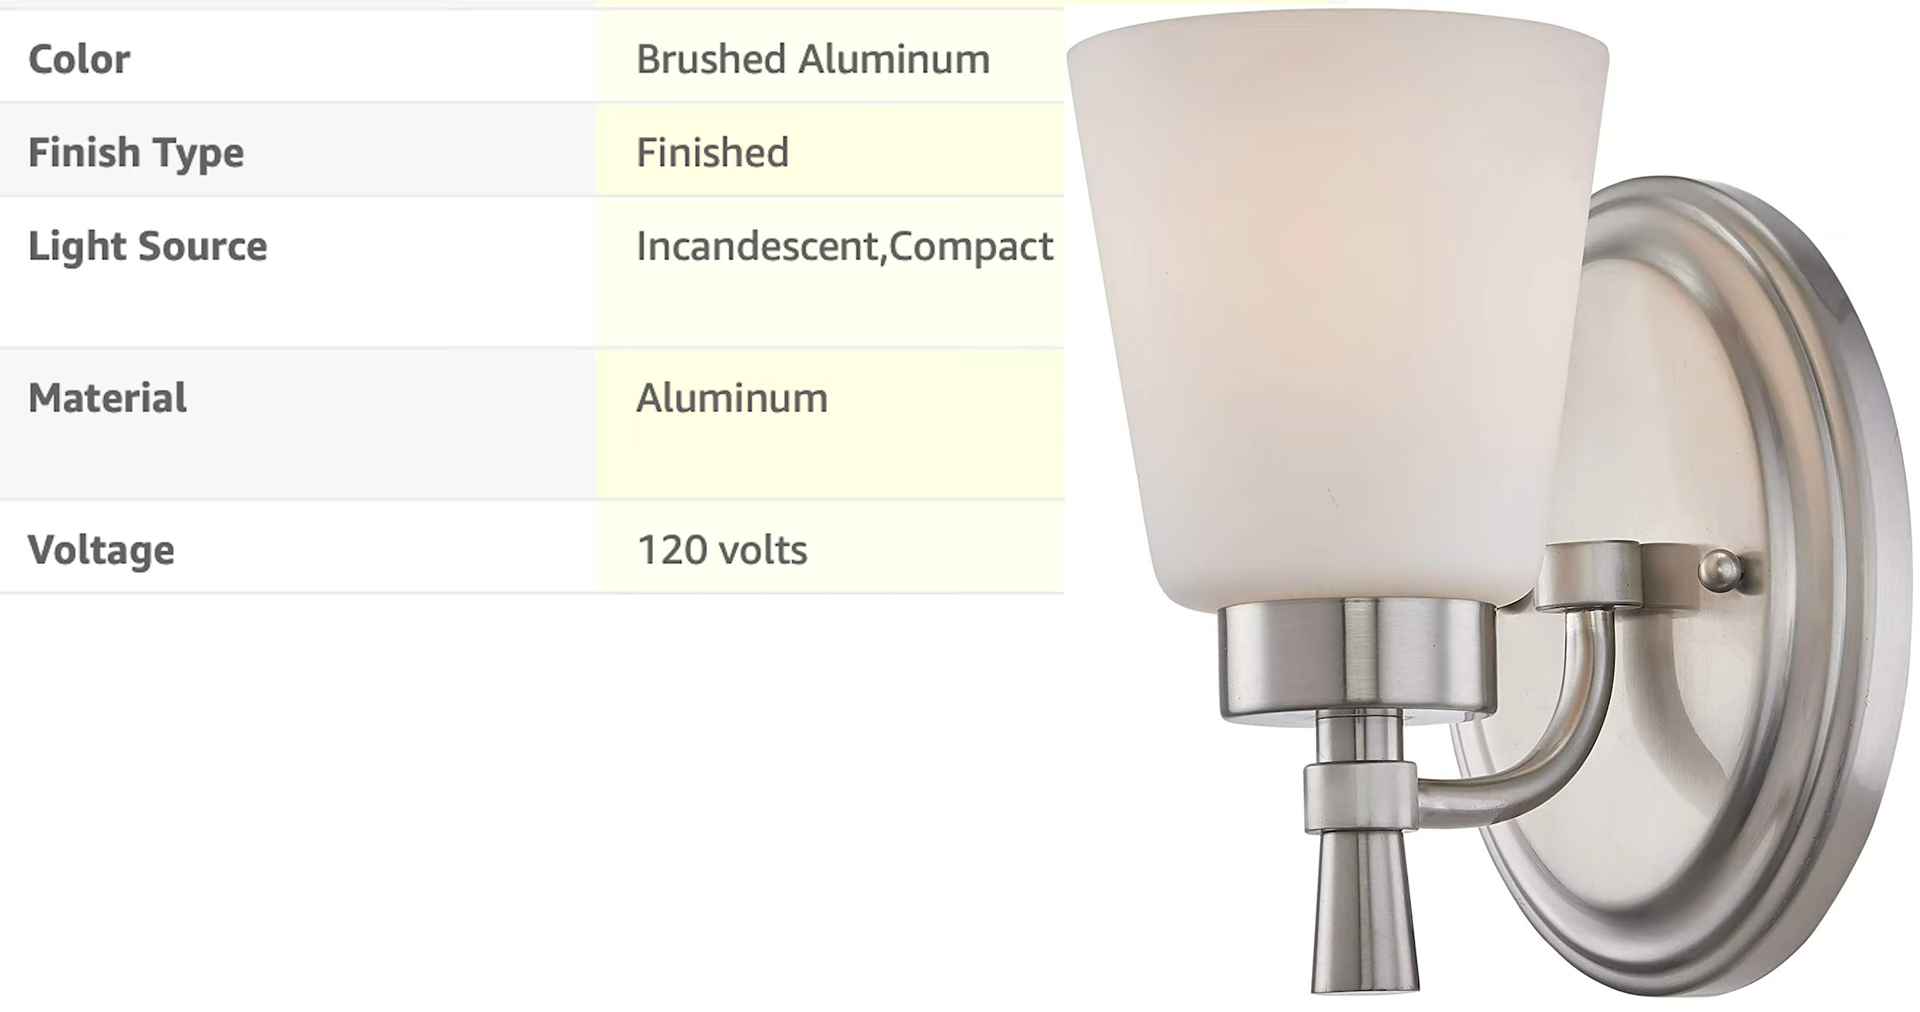 Color Brushed Aluminum
Finish Type Finished
Light Source Incandescent,Compact
Material Aluminum
Voltage 120 volts